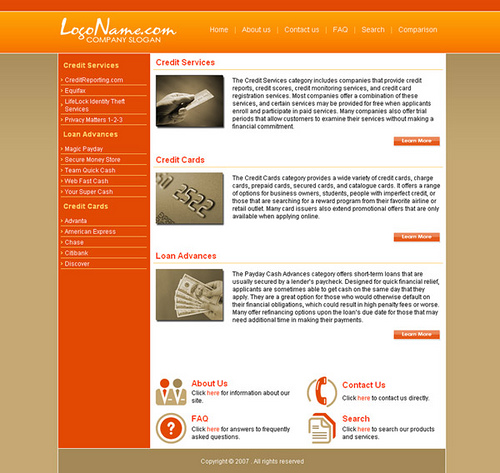 LogoName.com
COMPANY SLOGAN
Home | About us | Contact us | FAQ | Search | Comparison
Credit Services
CreditReporting.com
Equifax
LifeLock Identity Theft
Services
Privacy Matters 1-2-3
Loan Advances
Magic Payday
Secure Money Store
Team Quick Cash
Web Fast Cash
Your Super Cash
Credit Cards
Advanta
American Express
Chase
Citibank
Discover
Credit Services
The Credit Services category includes companies that provide credit
reports, credit scores, credit monitoring services, and credit card
registration services. Most companies offer a combination of these
services, and certain services may be provided for free when applicants
enroll and participate in paid services. Many companies also offer trial
periods that allow customers to examine their services without making a
financial commitment.
Learn More
Credit Cards
2522
The Credit Cards category provides a wide variety of credit cards, charge
cards, prepaid cards, secured cards, and catalogue cards. It offers a range
of options for business owners, students, people with imperfect credit, or
those that are searching for a reward program from their favorite airline or
retail outlet. Many card issuers also extend promotional offers that are only
available when applying online.
Learn More
Loan Advances
The Payday Cash Advances category offers short-term loans that are
usually secured by a lender's paycheck. Designed for quick financial relief,
applicants are sometimes able to get cash on the same day that they
apply. They are a great option for those who would otherwise default on
their financial obligations, which could result in high penalty fees or worse.
Many offer refinancing options upon the loan's due date for those that may
need additional time in making their payments.
Learn More
About Us
Click here for information about our
site.
Contact Us
Click here to contact us directly.
FAQ
Click here for answers to frequently
asked questions.
Search
Click here to search our products
and services.
Copyright © 2007 . All rights reserved